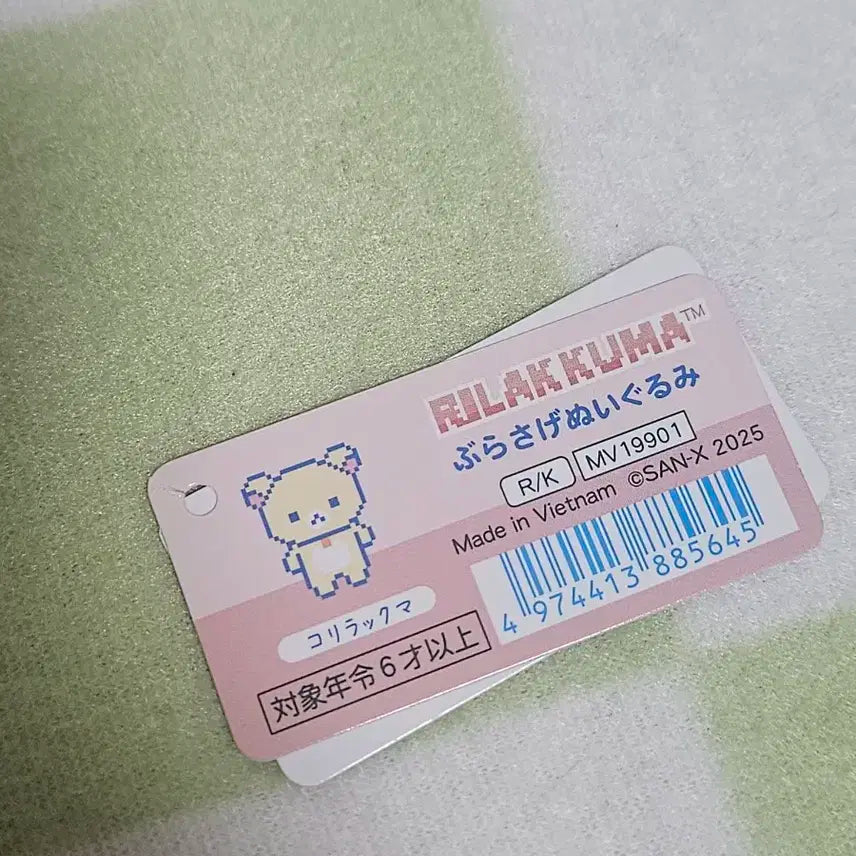 RILAKKUMA™
ぶらさげぬいぐるみ
R/K MV19901
Made in Vietnam ©SAN-X 2025
4 974413 885645
コリラックマ
対象年令6才以上